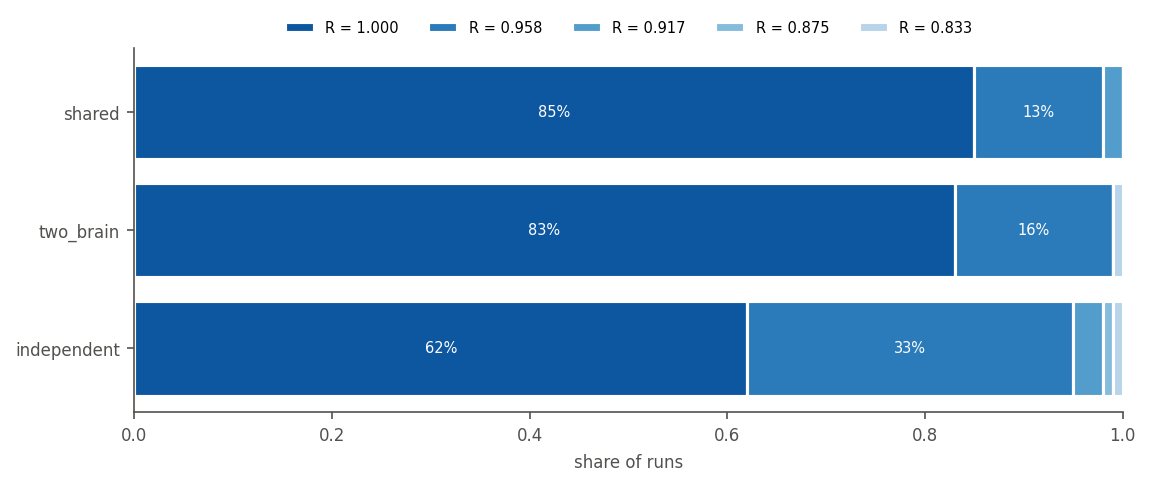 R = 1.000 R = 0.958 R = 0.917 R = 0.875 R = 0.833
shared 85% 13%
two_brain 83% 16%
independent 62% 33%
0.0 0.2 0.4 0.6 0.8 1.0
share of runs